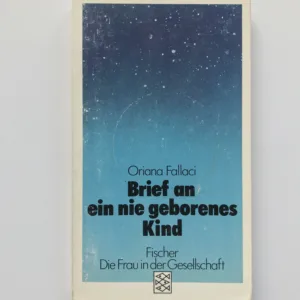 Oriana Fallaci
Brief an
ein nie geborenes
Kind
Fischer
Die Frau in der Gesellschaft